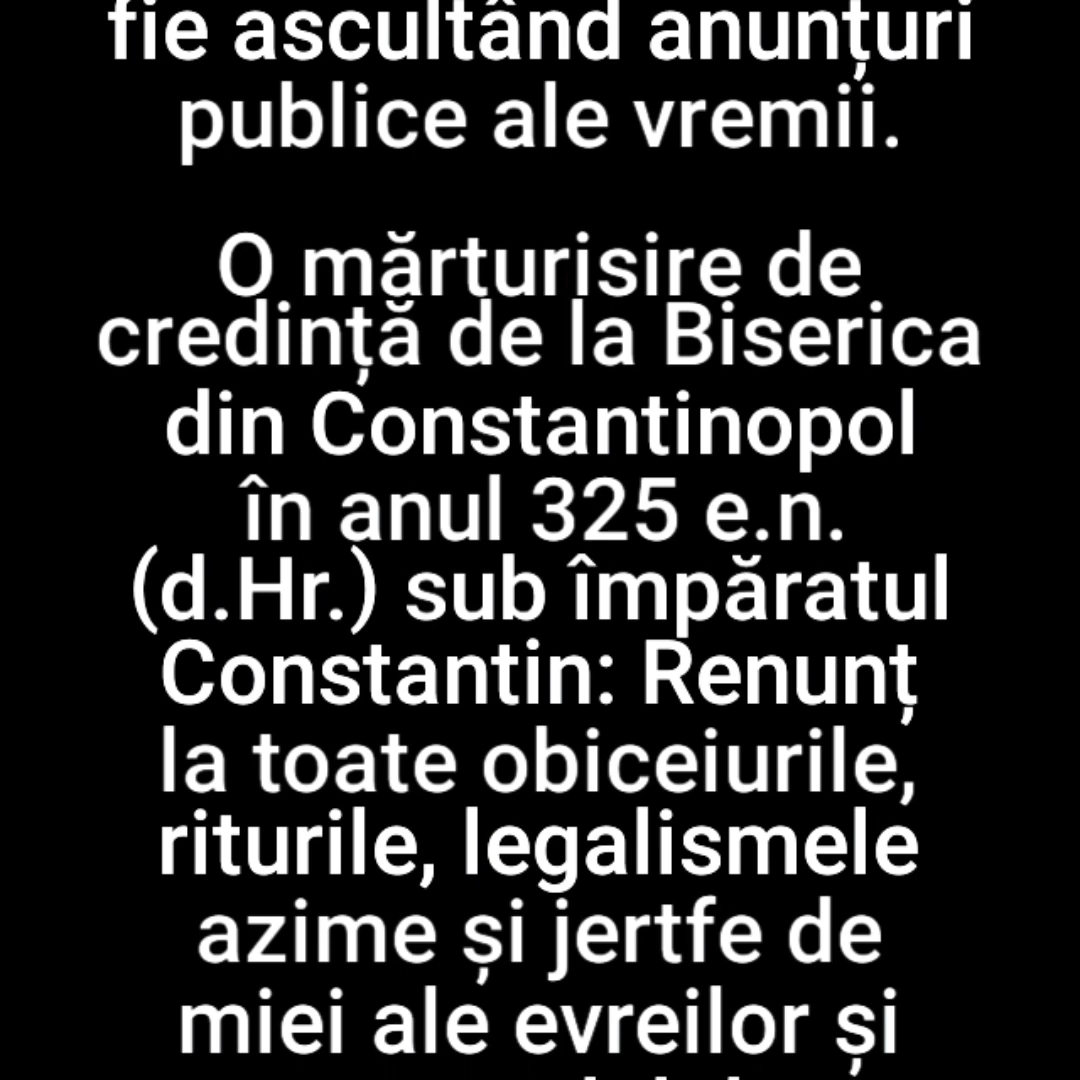 fie ascultând anunțuri
publice ale vremii.
O mărturisire de
credință de la Biserica
din Constantinopol
în anul 325 e.n.
(d.Hr.) sub împăratul
Constantin: Renunț
la toate obiceiurile,
riturile, legalismele
azime și jertfe de
miei ale evreilor și